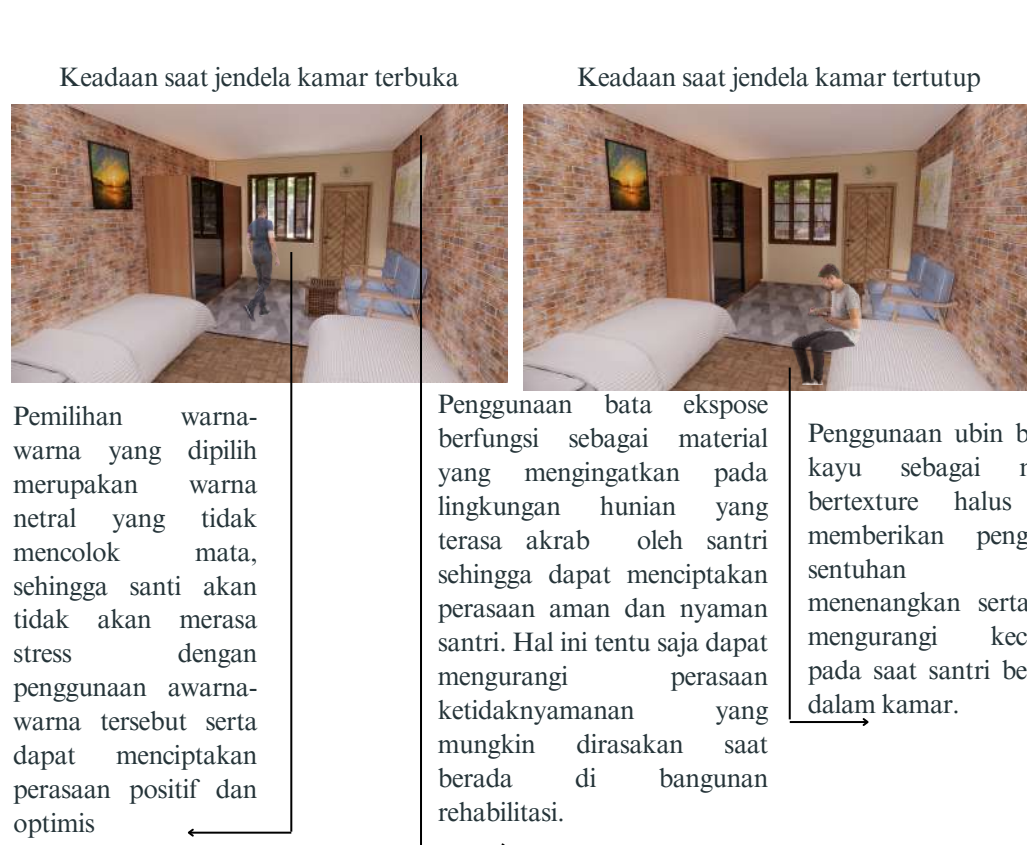 Keadaan saat jendela kamar terbuka
Keadaan saat jendela kamar tertutup
Pemilihan warna-
warna yang dipilih
merupakan warna
netral yang tidak
mencolok mata,
sehingga santi akan
tidak akan merasa
stress dengan
penggunaan awarna-
warna tersebut serta
dapat menciptakan
perasaan positif dan
optimis
Penggunaan bata ekspose
berfungsi sebagai material
yang mengingatkan pada
lingkungan hunian yang
terasa akrab oleh santri
sehingga dapat menciptakan
perasaan aman dan nyaman
santri. Hal ini tentu saja dapat
mengurangi perasaan
ketidaknyamanan yang
mungkin dirasakan saat
berada di bangunan
rehabilitasi.
Penggunaan ubin
kayu sebagai
bertexture halus
memberikan
sentuhan
menenangkan serta
mengurangi
pada saat santri
dalam kamar.